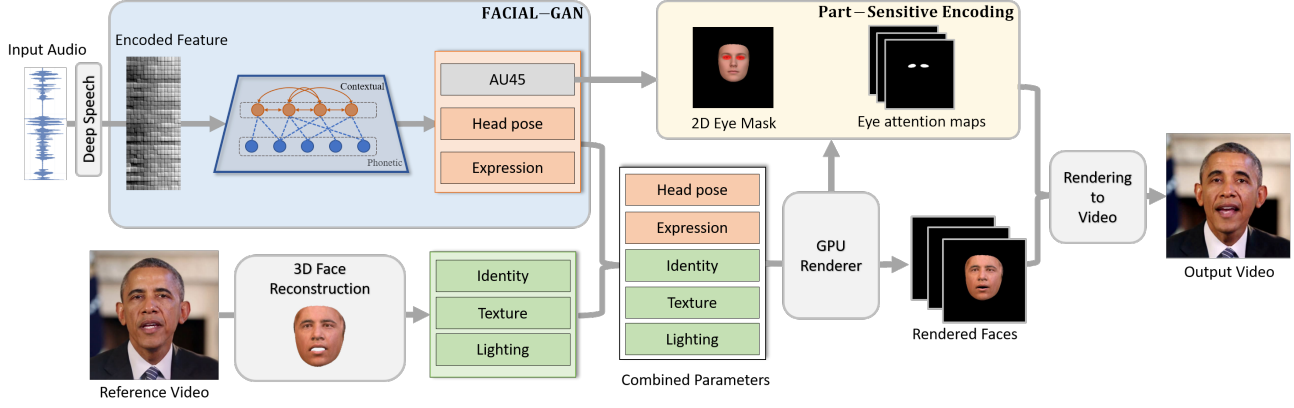 FACIAL−GAN
Part−Sensitive Encoding
Input Audio
Encoded Feature
Deep Speech
Contextual
Phonetic
AU45
Head pose
Expression
2D Eye Mask
Eye attention maps
Head pose
Expression
Identity
Texture
Lighting
Combined Parameters
GPU
Renderer
Rendered Faces
Rendering
to
Video
Output Video
3D Face
Reconstruction
Identity
Texture
Lighting
Reference Video